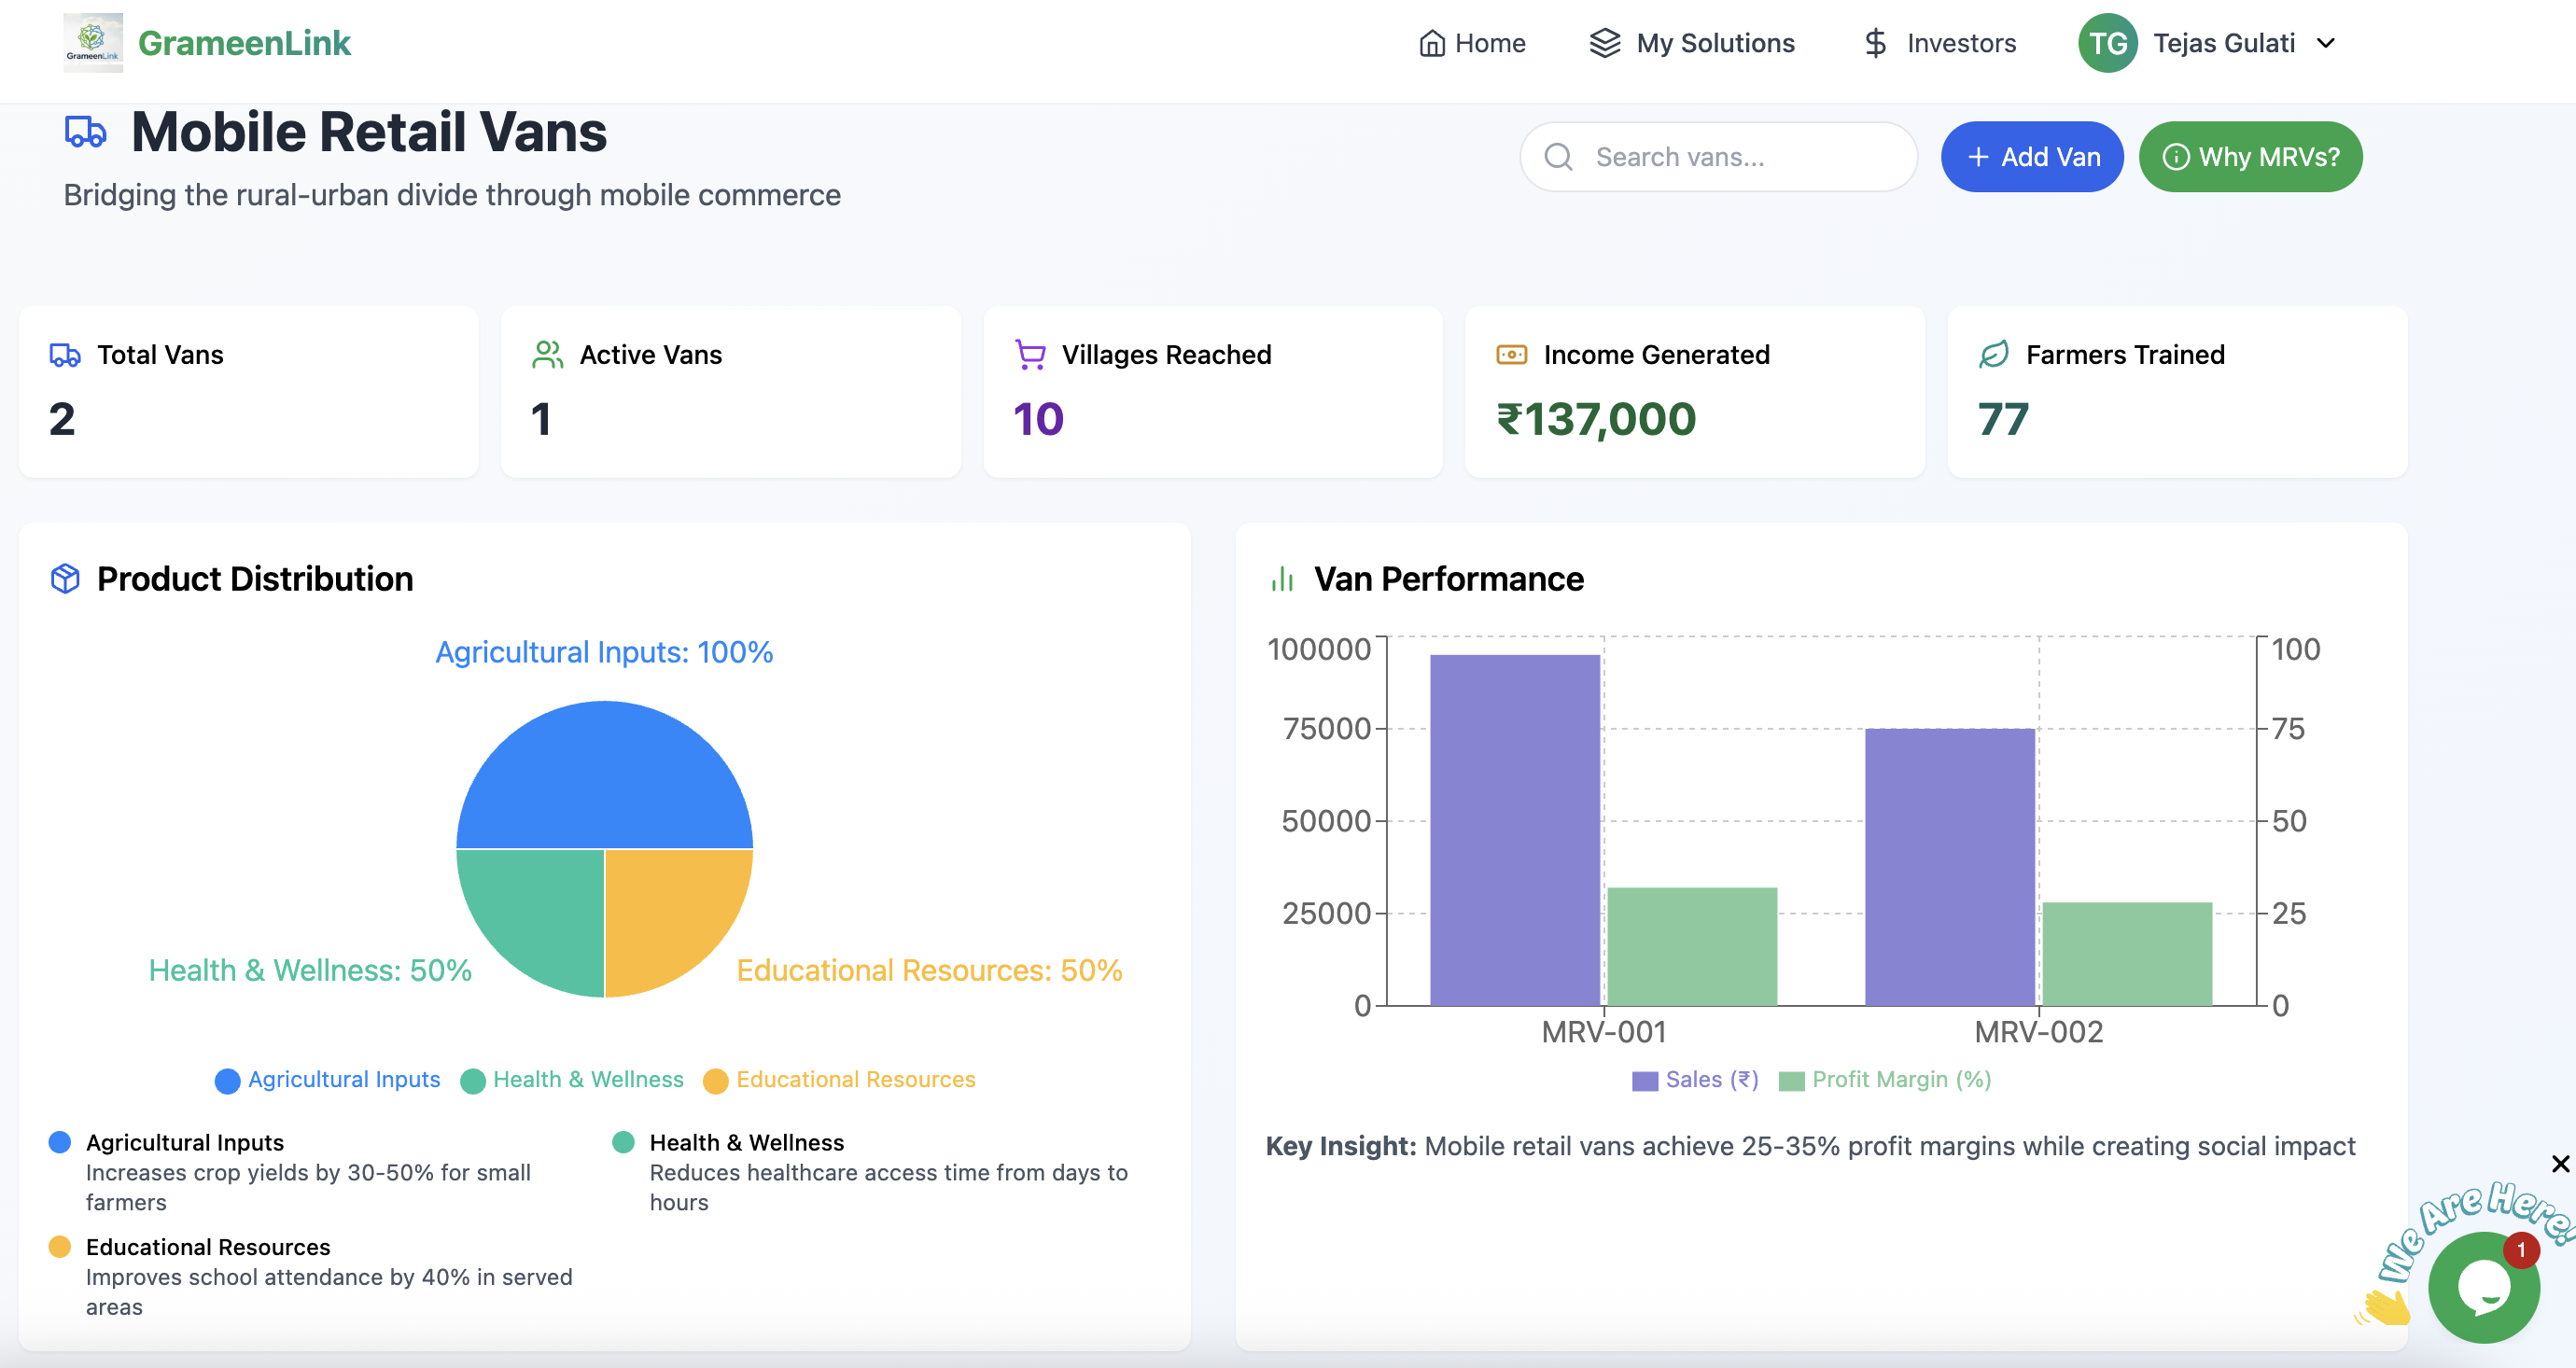 GrameenLink
GrameenLink
Home
My Solutions
Investors
TG
Tejas Gulati
Mobile Retail Vans
Bridging the rural-urban divide through mobile commerce
Search vans...
Add Van
Why MRVs?
Total Vans
2
Active Vans
1
Villages Reached
10
Income Generated
₹137,000
Farmers Trained
77
Product Distribution
Agricultural Inputs: 100%
Health & Wellness: 50%
Educational Resources: 50%
Agricultural Inputs
Health & Wellness
Educational Resources
Agricultural Inputs
Increases crop yields by 30-50% for small
farmers
Health & Wellness
Reduces healthcare access time from days to
hours
Educational Resources
Improves school attendance by 40% in served
areas
Van Performance
100000
75000
50000
25000
0
100
75
50
25
0
MRV-001
MRV-002
Sales (₹)
Profit Margin (%)
Key Insight: Mobile retail vans achieve 25-35% profit margins while creating social impact
We Are Here!
1